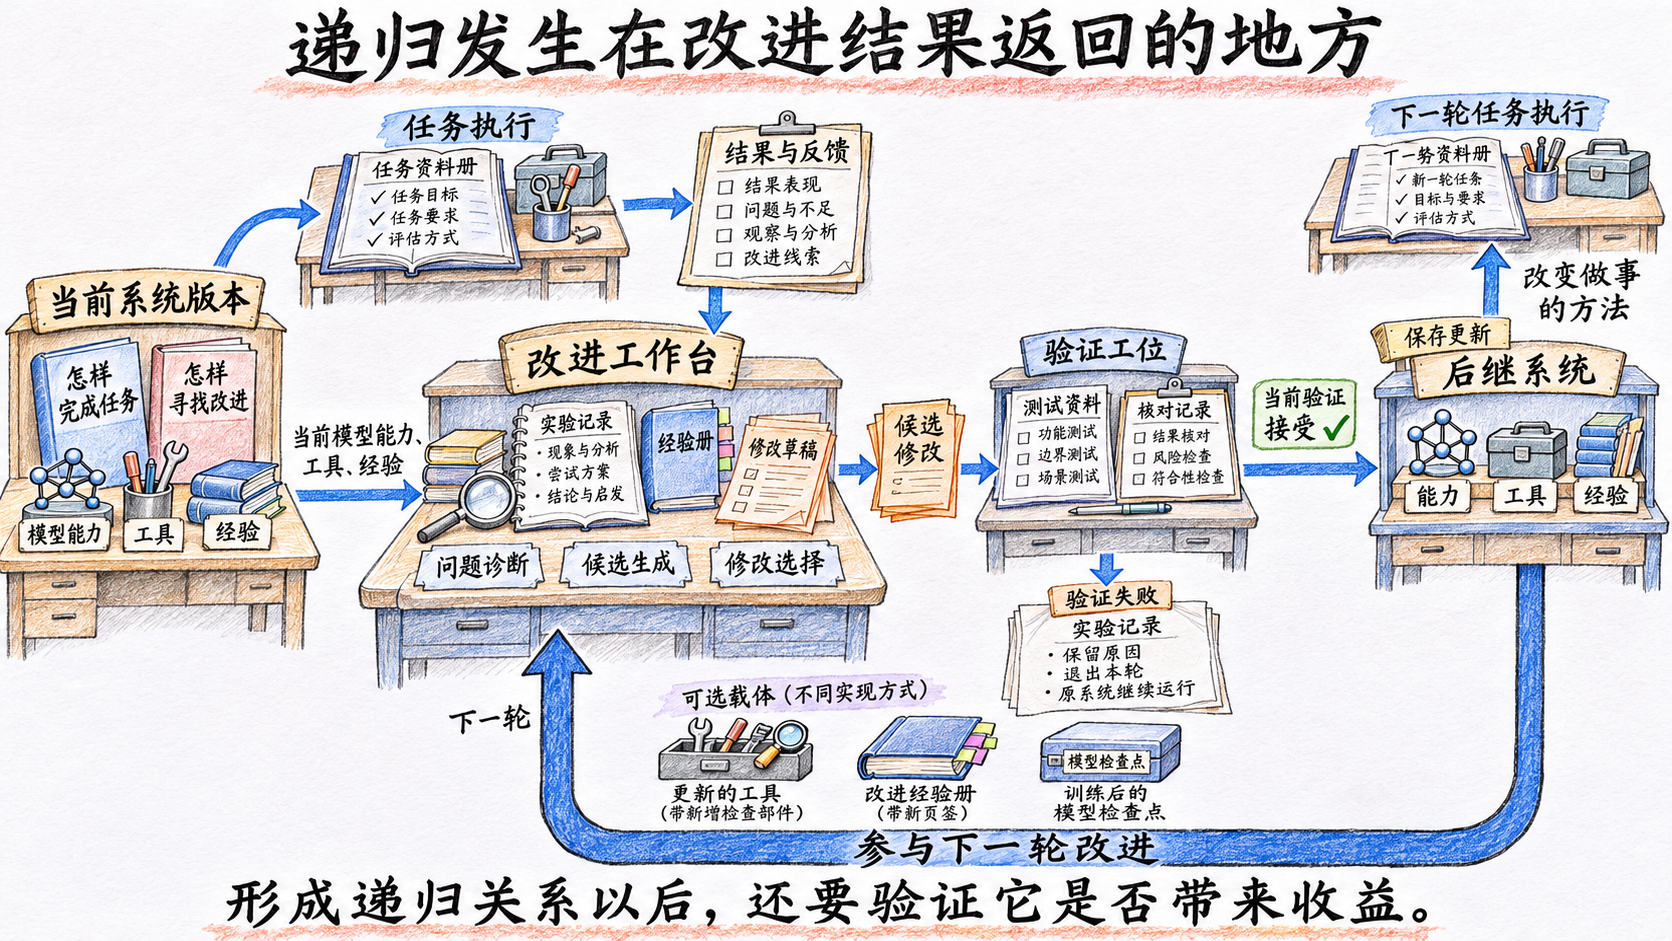 递归发生在改进结果返回的地方
任务执行
任务资料册
✓ 任务目标
✓ 任务要求
✓ 评估方式
结果与反馈
□ 结果表现
□ 问题与不足
□ 观察与分析
□ 改进线索
下一轮任务执行
资料册
✓ 新一轮任务
✓ 目标与要求
✓ 评估方式
改变做事
的方法
当前系统版本
怎样
完成任务
怎样
寻找改进
模型能力
工具
经验
当前模型能力、
工具、经验
改进工作台
实验记录
· 现象与分析
· 尝试方案
· 结论与启发
经验册
修改草稿
问题诊断
候选生成
修改选择
候选
修改
验证工位
测试资料
□ 功能测试
□ 边界测试
□ 场景测试
核对记录
□ 结果核对
□ 风险检查
□ 符合性检查
当前验证
接受 ✓
保存更新
后继系统
能力
工具
经验
验证失败
实验记录
· 保留原因
· 退出本轮
· 原系统继续运行
下一轮
可选载体（不同实现方式）
更新的工具
（带新增检查部件）
改进经验册
（带新页签）
模型检查点
训练后的
模型检查点
参与下一轮改进
形成递归关系以后，还要验证它是否带来收益。